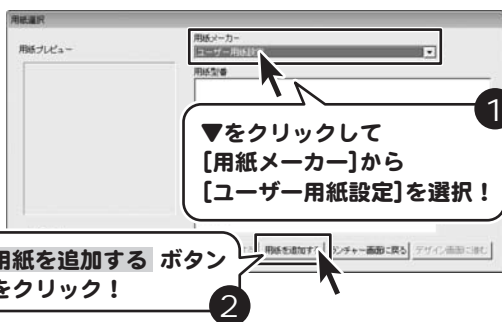 用紙選択
用紙メーカー
用紙プレビュー
ユーザー用紙設定
用紙型番
1
▼をクリックして
[用紙メーカー]から
[ユーザー用紙設定]を選択！
用紙を追加する
ランチャー画面に戻る
デザイン画面に進む
用紙を追加する ボタン
をクリック！
2